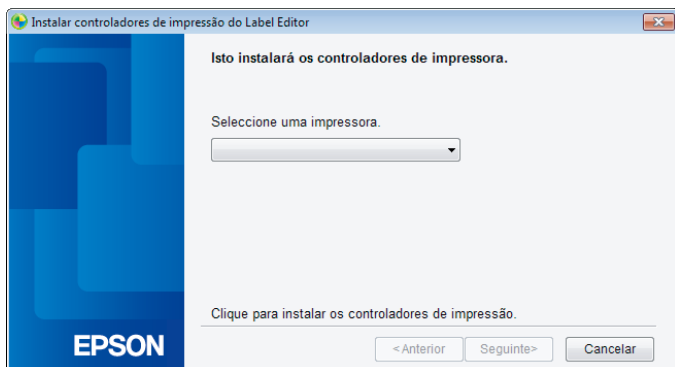 Instalar controladores de impressão do Label Editor
Isto instalará os controladores de impressora.
Seleccione uma impressora.
Clique para instalar os controladores de impressão.
EPSON
<Anterior
Seguinte>
Cancelar